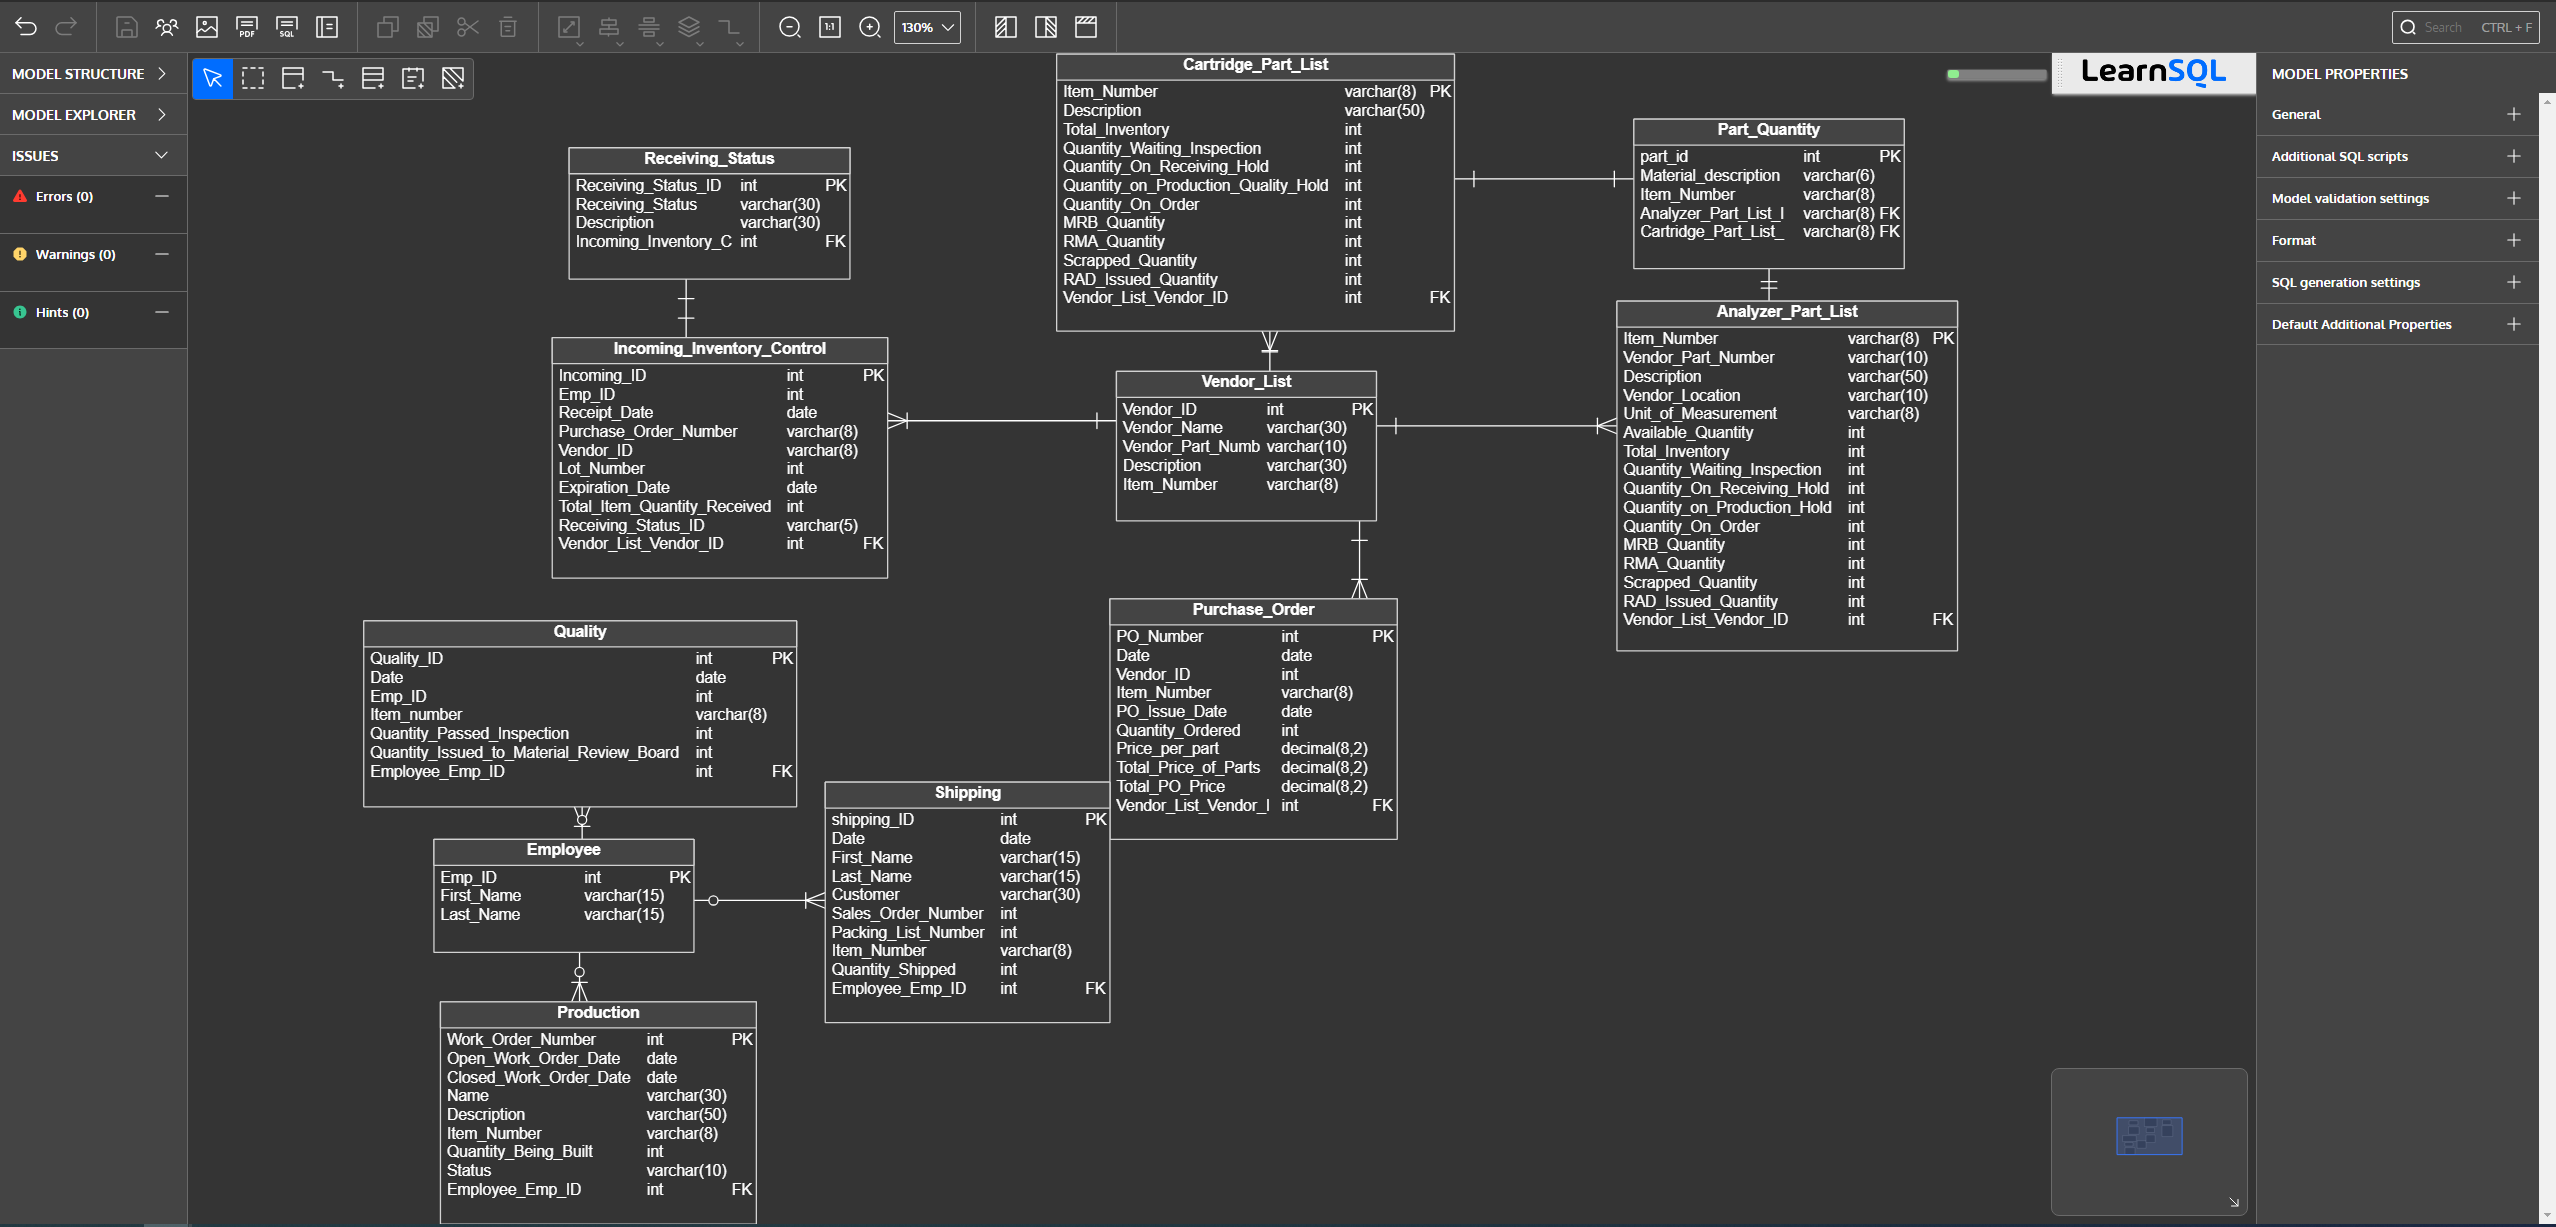 PDF
SQL
1:1
130%
Search CTRL + F
MODEL STRUCTURE
MODEL EXPLORER
ISSUES
Errors (0)
Warnings (0)
Hints (0)
Cartridge_Part_List
Item_Number varchar(8) PK
Description varchar(50)
Total_Inventory int
Quantity_Waiting_Inspection int
Quantity_On_Receiving_Hold int
Quantity_on_Production_Quality_Hold int
Quantity_On_Order int
MRB_Quantity int
RMA_Quantity int
Scrapped_Quantity int
RAD_Issued_Quantity int
Vendor_List_Vendor_ID int FK
LearnSQL
MODEL PROPERTIES
General
Additional SQL scripts
Model validation settings
Format
SQL generation settings
Default Additional Properties
Part_Quantity
part_id int PK
Material_description varchar(6)
Item_Number varchar(8)
Analyzer_Part_List_I varchar(8) FK
Cartridge_Part_List_ varchar(8) FK
Receiving_Status
Receiving_Status_ID int PK
Receiving_Status varchar(30)
Description varchar(30)
Incoming_Inventory_C int FK
Analyzer_Part_List
Item_Number varchar(8) PK
Vendor_Part_Number varchar(10)
Description varchar(50)
Vendor_Location varchar(10)
Unit_of_Measurement varchar(8)
Available_Quantity int
Total_Inventory int
Quantity_Waiting_Inspection int
Quantity_On_Receiving_Hold int
Quantity_on_Production_Hold int
Quantity_On_Order int
MRB_Quantity int
RMA_Quantity int
Scrapped_Quantity int
RAD_Issued_Quantity int
Vendor_List_Vendor_ID int FK
Incoming_Inventory_Control
Incoming_ID int PK
Emp_ID int
Receipt_Date date
Purchase_Order_Number varchar(8)
Vendor_ID varchar(8)
Lot_Number int
Expiration_Date date
Total_Item_Quantity_Received int
Receiving_Status_ID varchar(5)
Vendor_List_Vendor_ID int FK
Vendor_List
Vendor_ID int PK
Vendor_Name varchar(30)
Vendor_Part_Numb varchar(10)
Description varchar(30)
Item_Number varchar(8)
Purchase_Order
PO_Number int PK
Date date
Vendor_ID int
Item_Number varchar(8)
PO_Issue_Date date
Quantity_Ordered int
Price_per_part decimal(8,2)
Total_Price_of_Parts decimal(8,2)
Total_PO_Price decimal(8,2)
Vendor_List_Vendor_I int FK
Quality
Quality_ID int PK
Date date
Emp_ID int
Item_number varchar(8)
Quantity_Passed_Inspection int
Quantity_Issued_to_Material_Review_Board int
Employee_Emp_ID int FK
Shipping
shipping_ID int PK
Date date
First_Name varchar(15)
Last_Name varchar(15)
Customer varchar(30)
Sales_Order_Number int
Packing_List_Number int
Item_Number varchar(8)
Quantity_Shipped int
Employee_Emp_ID int FK
Employee
Emp_ID int PK
First_Name varchar(15)
Last_Name varchar(15)
Production
Work_Order_Number int PK
Open_Work_Order_Date date
Closed_Work_Order_Date date
Name varchar(30)
Description varchar(50)
Item_Number varchar(8)
Quantity_Being_Built int
Status varchar(10)
Employee_Emp_ID int FK